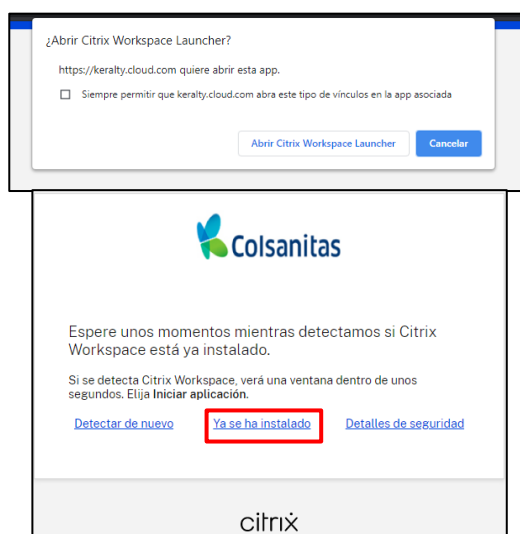 ¿Abrir Citrix Workspace Launcher?
https://keralty.cloud.com quiere abrir esta app.
Siempre permitir que keralty.cloud.com abra este tipo de vínculos en la app asociada
Abrir Citrix Workspace Launcher Cancelar
Colsanitas
Espere unos momentos mientras detectamos si Citrix
Workspace está ya instalado.
Si se detecta Citrix Workspace, verá una ventana dentro de unos
segundos. Elija Iniciar aplicación.
Detectar de nuevo Ya se ha instalado Detalles de seguridad
citrix